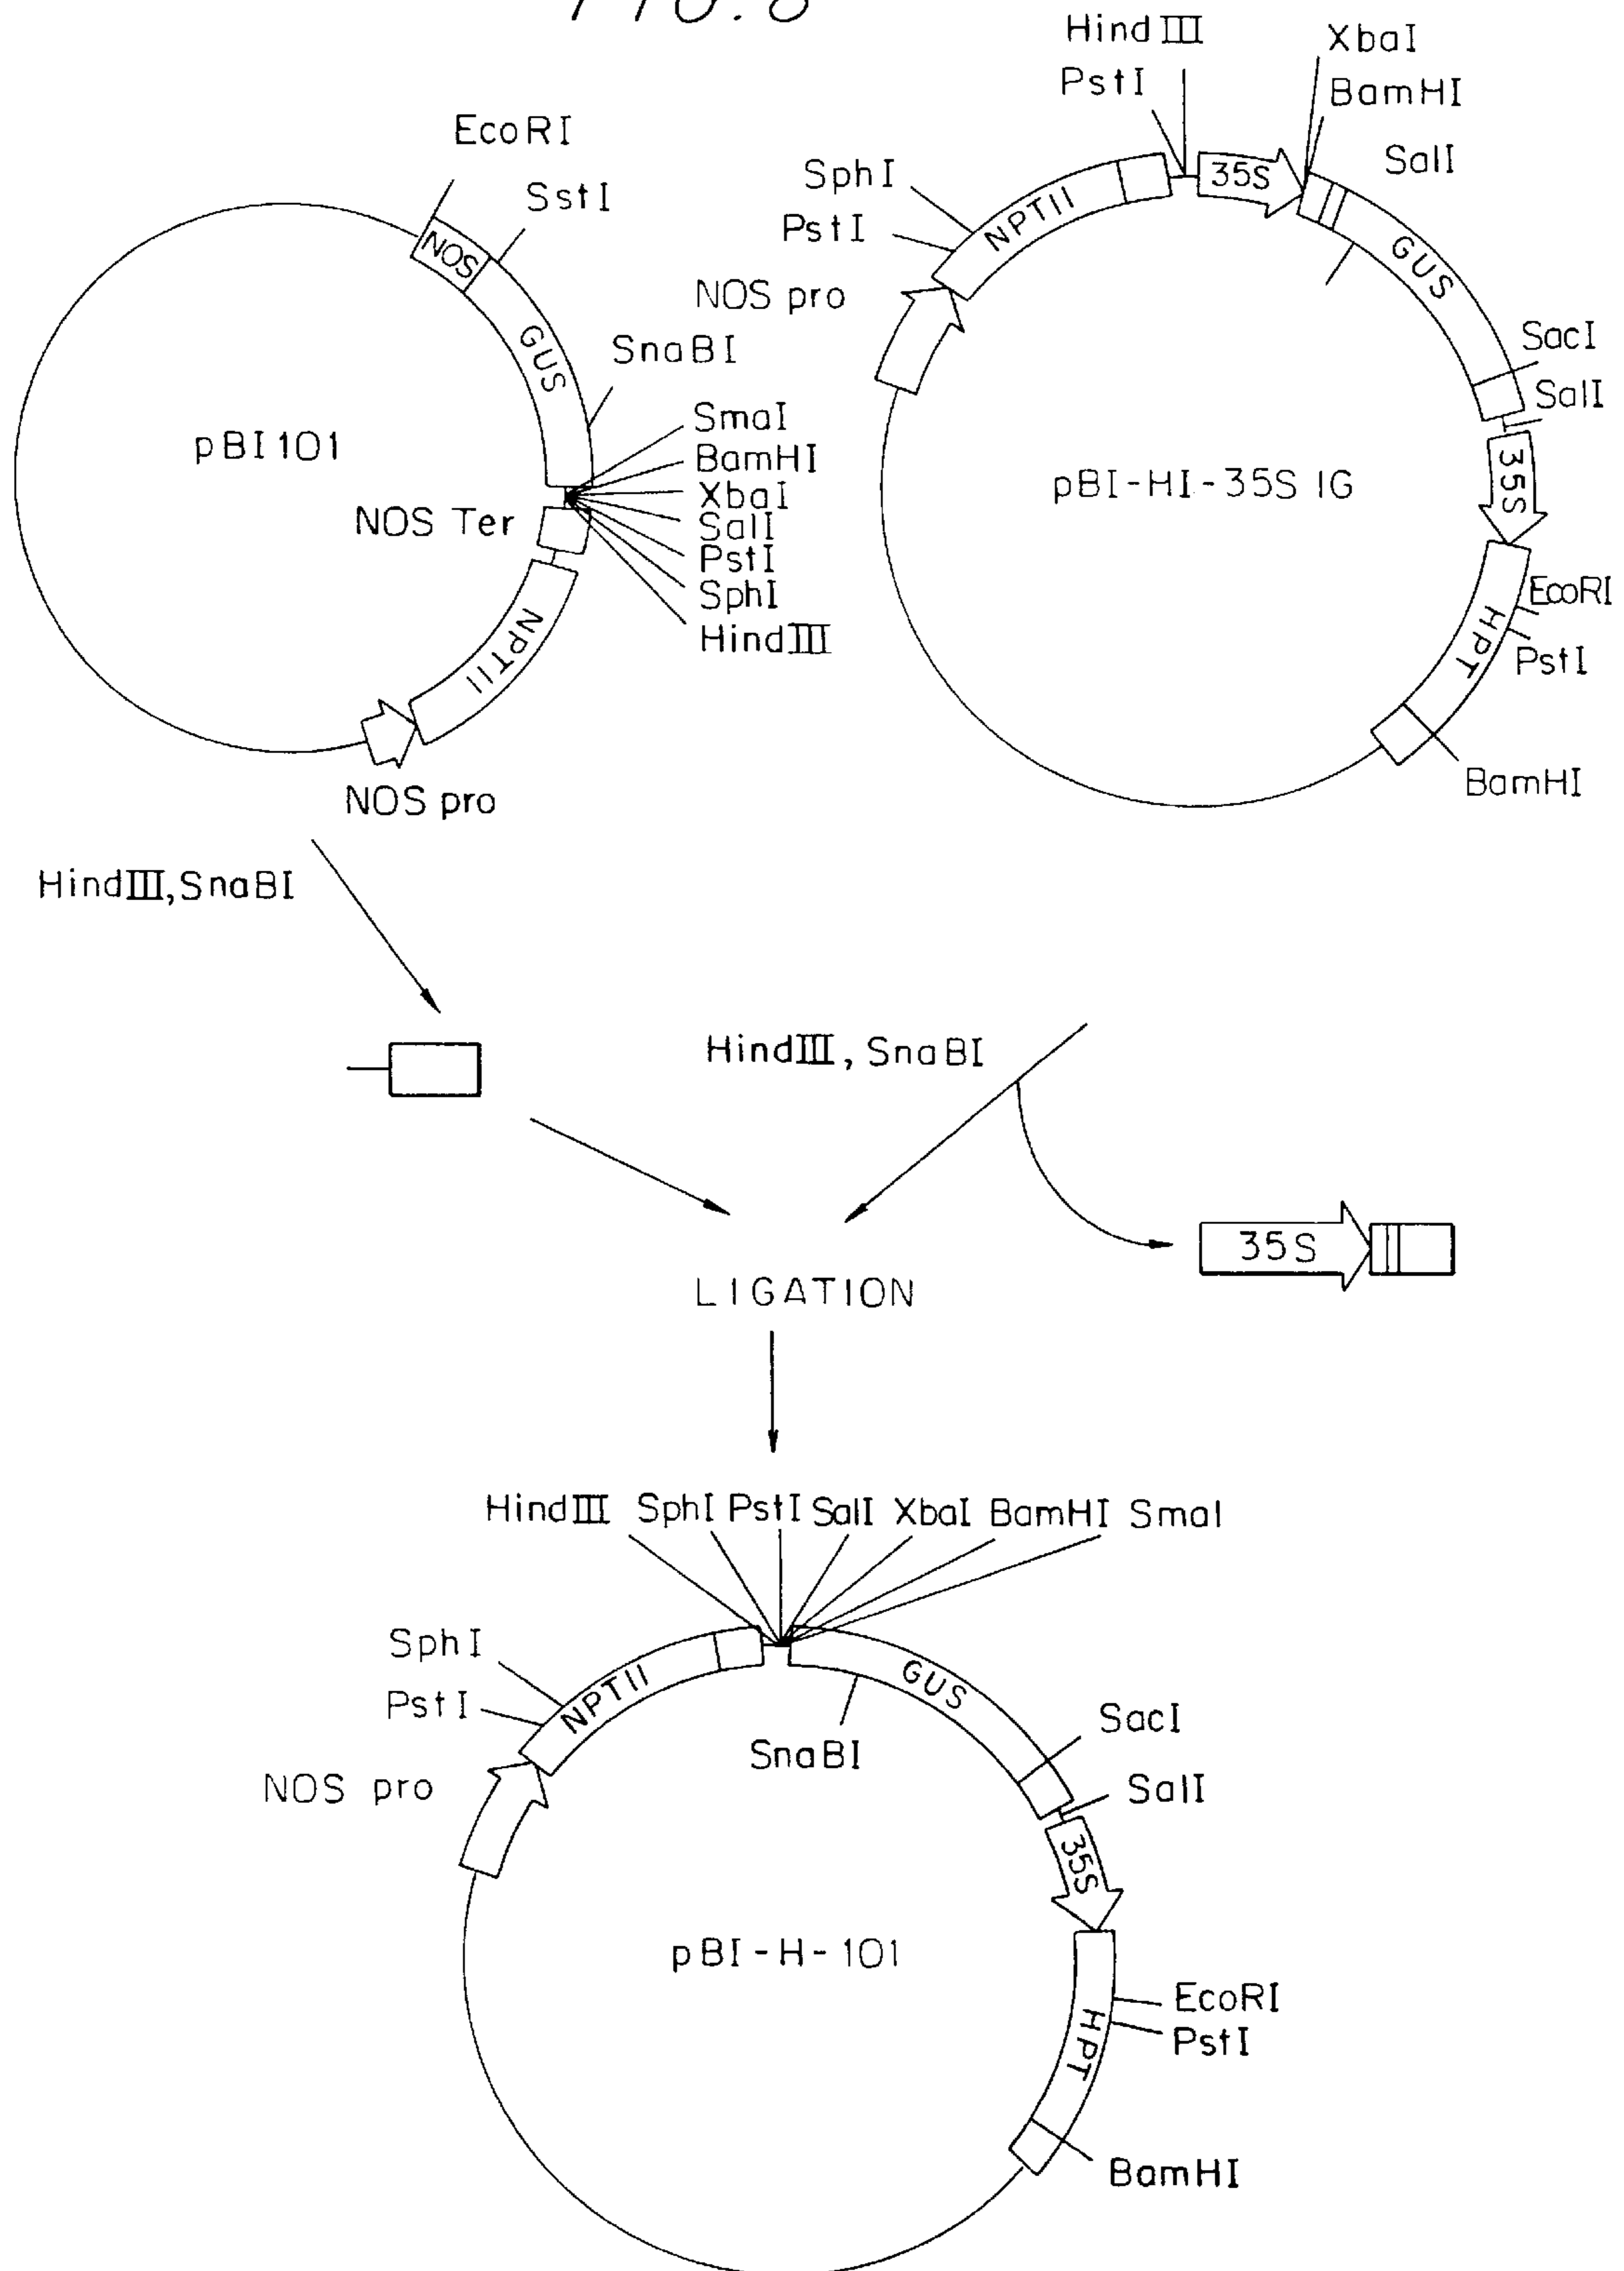 FIG. 8
EcoRI
SstI
NOS
GUS
SnaBI
pBI101
SmaI
BamHI
XbaI
SalI
PstI
SphI
HindIII
NOS Ter
NPTII
NOS pro
HindIII
PstI
XbaI
BamHI
SalI
SphI
PstI
NPTII
35S
GUS
NOS pro
SacI
SalI
pBI-HI-35S IG
35S
EcoRI
HPT
PstI
BamHI
HindIII, SnaBI
HindIII, SnaBI
35S
LIGATION
HindIII SphI PstI SalI XbaI BamHI SmaI
SphI
PstI
NPTII
GUS
SnaBI
SacI
SalI
NOS pro
35S
pBI-H-101
EcoRI
PstI
HPT
BamHI